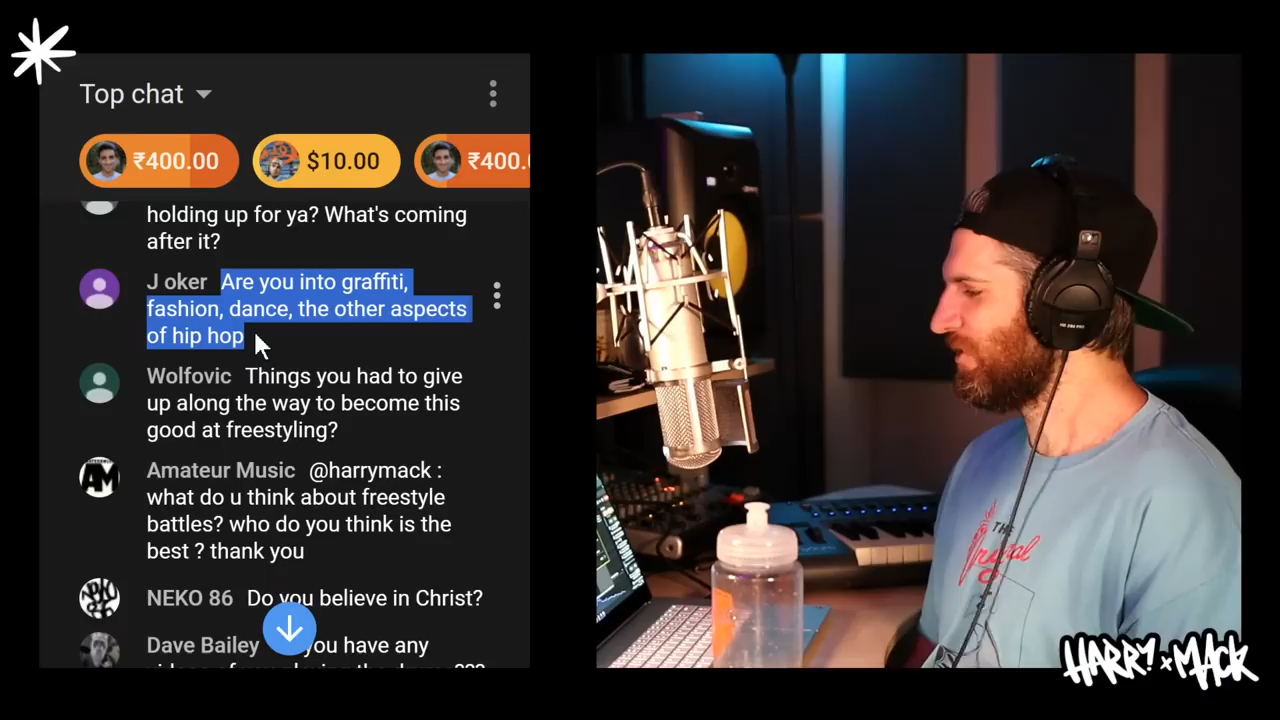 Top chat
₹400.00
$10.00
₹400.
holding up for ya? What's coming
after it?
J oker Are you into graffiti,
fashion, dance, the other aspects
of hip hop
Wolfovic Things you had to give
up along the way to become this
good at freestyling?
Amateur Music @harrymack :
what do u think about freestyle
battles? who do you think is the
best ? thank you
NEKO 86 Do you believe in Christ?
Dave Bailey you have any
THE
HARRY x MACK